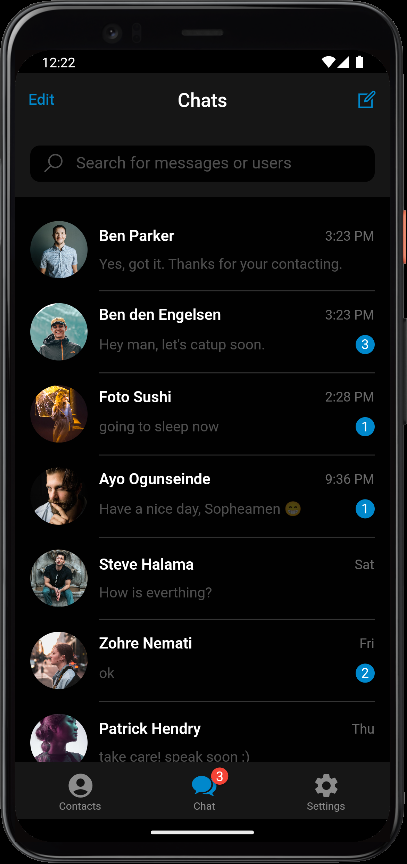 12:22
Edit
Chats
Search for messages or users
Ben Parker
3:23 PM
Yes, got it. Thanks for your contacting.
Ben den Engelsen
3:23 PM
Hey man, let's catup soon.
3
Foto Sushi
2:28 PM
going to sleep now
1
Ayo Ogunseinde
9:36 PM
Have a nice day, Sopheamen 😁
1
Steve Halama
Sat
How is everthing?
Zohre Nemati
Fri
ok
2
Patrick Hendry
Thu
take care! speak soon :)
3
Contacts
Chat
Settings